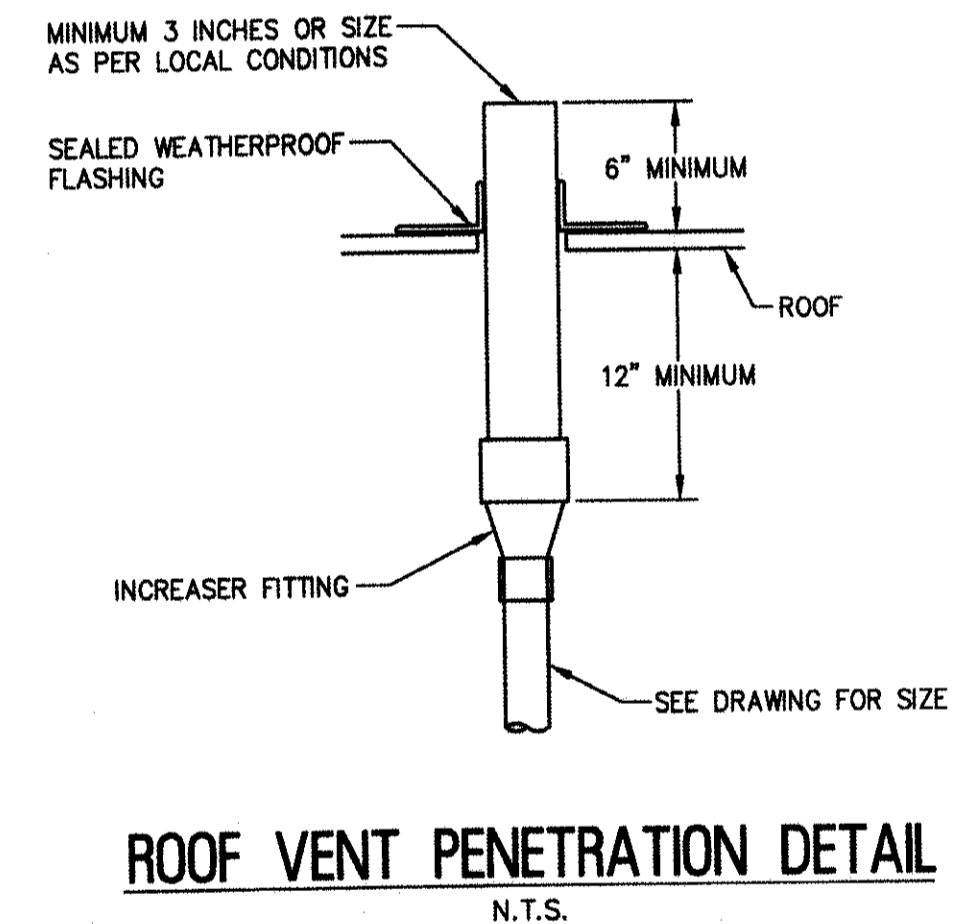 MINIMUM 3 INCHES OR SIZE
AS PER LOCAL CONDITIONS
SEALED WEATHERPROOF
FLASHING
6" MINIMUM
ROOF
12" MINIMUM
INCREASER FITTING
SEE DRAWING FOR SIZE
ROOF VENT PENETRATION DETAIL
N.T.S.